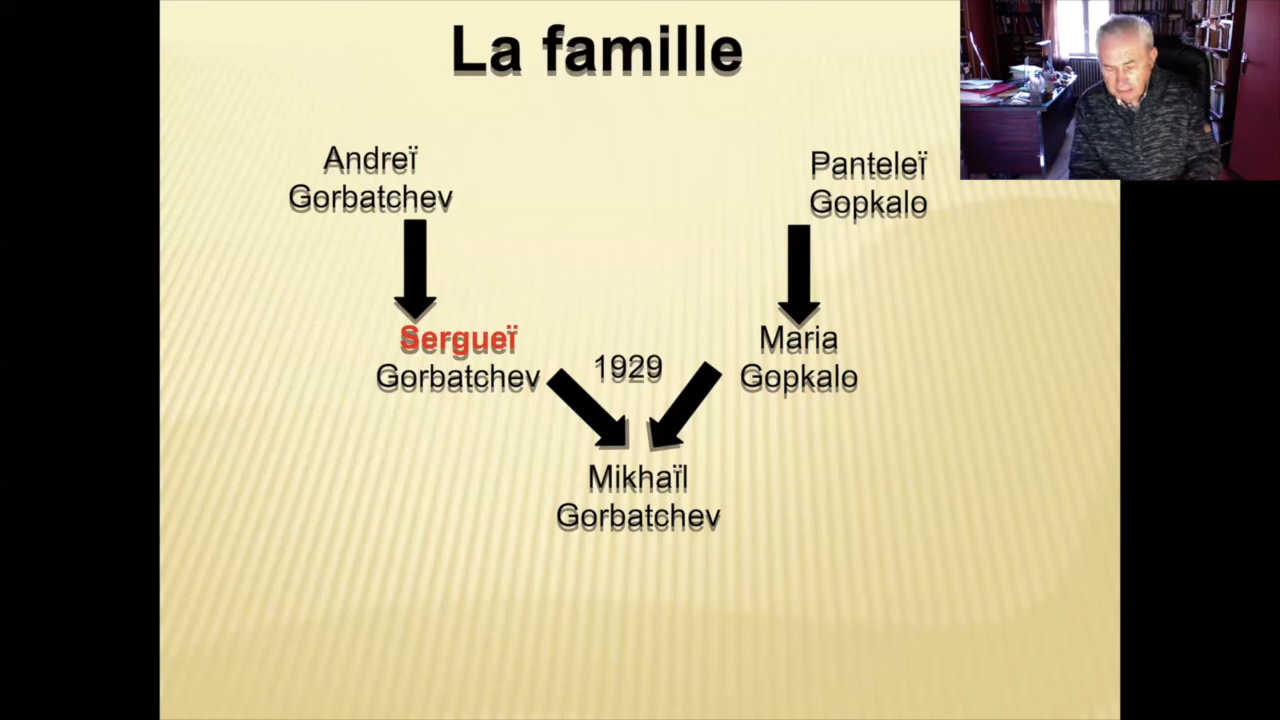 La famille
Andreï
Gorbatchev
Panteleï
Gopkalo
Sergueï
Gorbatchev
1929
Maria
Gopkalo
Mikhaïl
Gorbatchev